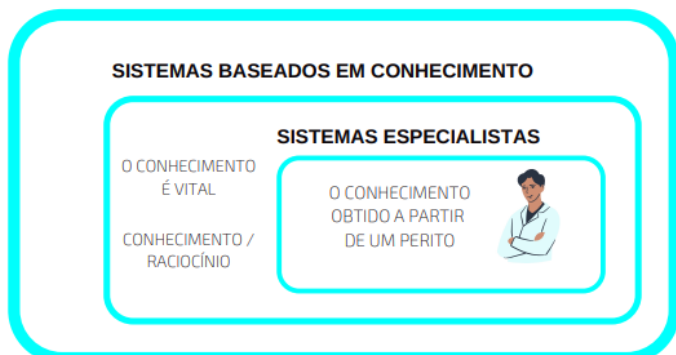 SISTEMAS BASEADOS EM CONHECIMENTO
SISTEMAS ESPECIALISTAS
O CONHECIMENTO
É VITAL
CONHECIMENTO /
RACIOCÍNIO
O CONHECIMENTO
OBTIDO A PARTIR
DE UM PERITO